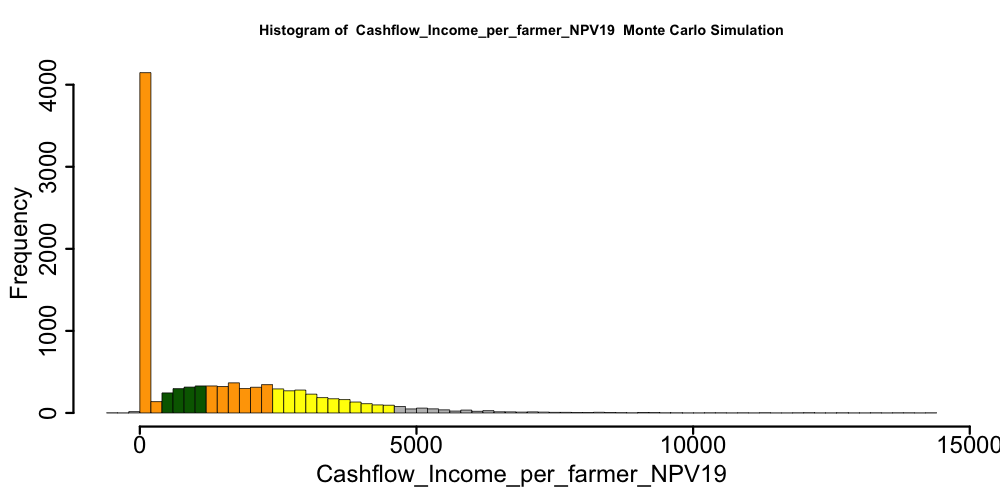 Histogram of  Cashflow_Income_per_farmer_NPV19  Monte Carlo Simulation
Frequency
4000
3000
2000
1000
0
0 5000 10000 15000
Cashflow_Income_per_farmer_NPV19